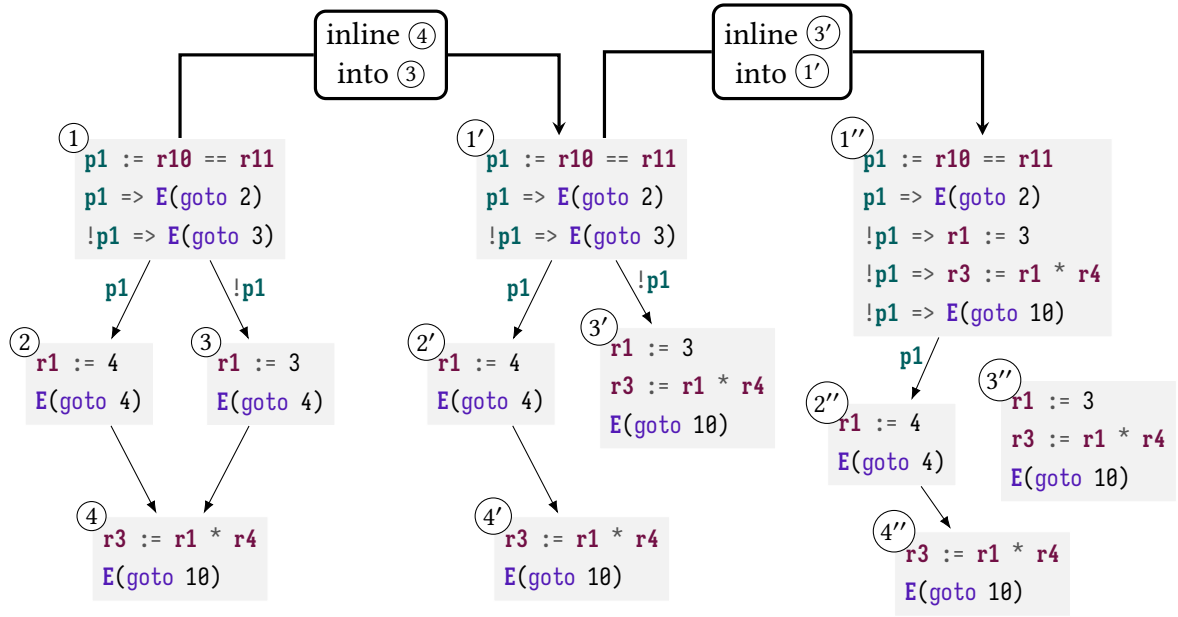 inline 4
into 3
inline 3′
into 1′
1
p1 := r10 == r11
p1 => E(goto 2)
!p1 => E(goto 3)
p1
!p1
2
r1 := 4
E(goto 4)
3
r1 := 3
E(goto 4)
4
r3 := r1 * r4
E(goto 10)
1′
p1 := r10 == r11
p1 => E(goto 2)
!p1 => E(goto 3)
p1
!p1
2′
r1 := 4
E(goto 4)
3′
r1 := 3
r3 := r1 * r4
E(goto 10)
4′
r3 := r1 * r4
E(goto 10)
1′′
p1 := r10 == r11
p1 => E(goto 2)
!p1 => r1 := 3
!p1 => r3 := r1 * r4
!p1 => E(goto 10)
p1
2′′
r1 := 4
E(goto 4)
3′′
r1 := 3
r3 := r1 * r4
E(goto 10)
4′′
r3 := r1 * r4
E(goto 10)